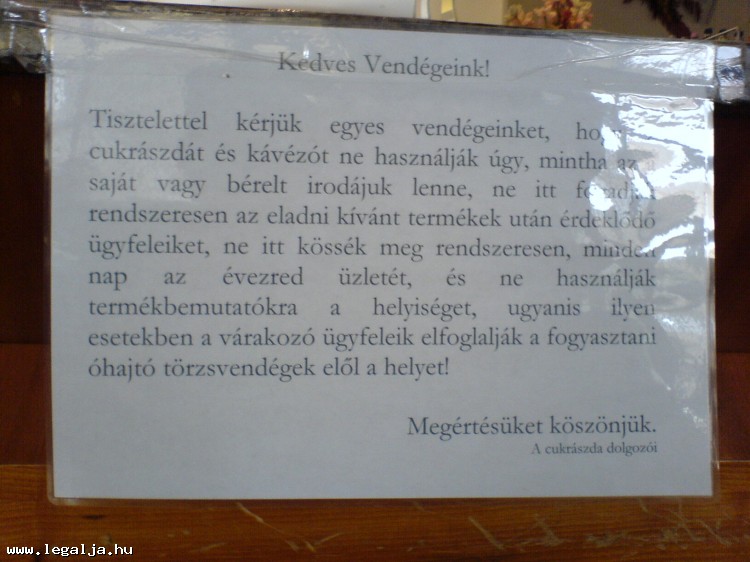 Kedves Vendégeink!
Tisztelettel kérjük egyes vendégeinket, hogy a
cukrászdát és kávézót ne használják úgy, mintha az a
saját vagy bérelt irodájuk lenne, ne itt fogadják
rendszeresen az eladni kívánt termékek után érdeklődő
ügyfeleiket, ne itt kössék meg rendszeresen, minden
nap az évezred üzletét, és ne használják
termékbemutatókra a helyiséget, ugyanis ilyen
esetekben a várakozó ügyfeleik elfoglalják a fogyasztani
óhajtó törzsvendégek elől a helyet!
Megértésüket köszönjük.
A cukrászda dolgozói
www.legalja.hu